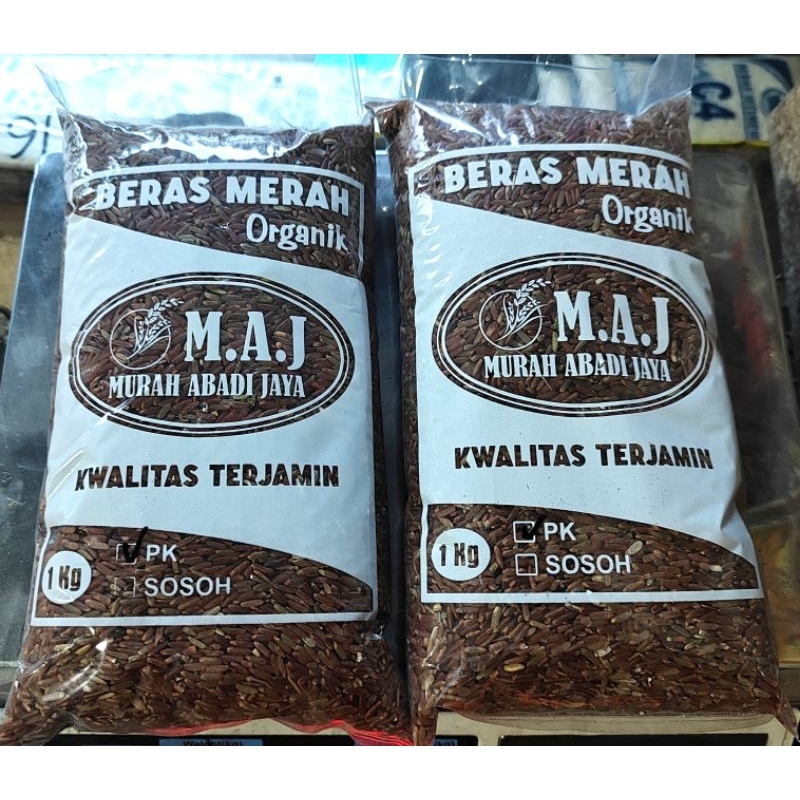 BERAS MERAH
Organik
M.A.J
MURAH ABADI JAYA
KWALITAS TERJAMIN
1 Kg
PK
SOSOH
BERAS MERAH
Organik
M.A.J
MURAH ABADI JAYA
KWALITAS TERJAMIN
1 Kg
PK
SOSOH
C4